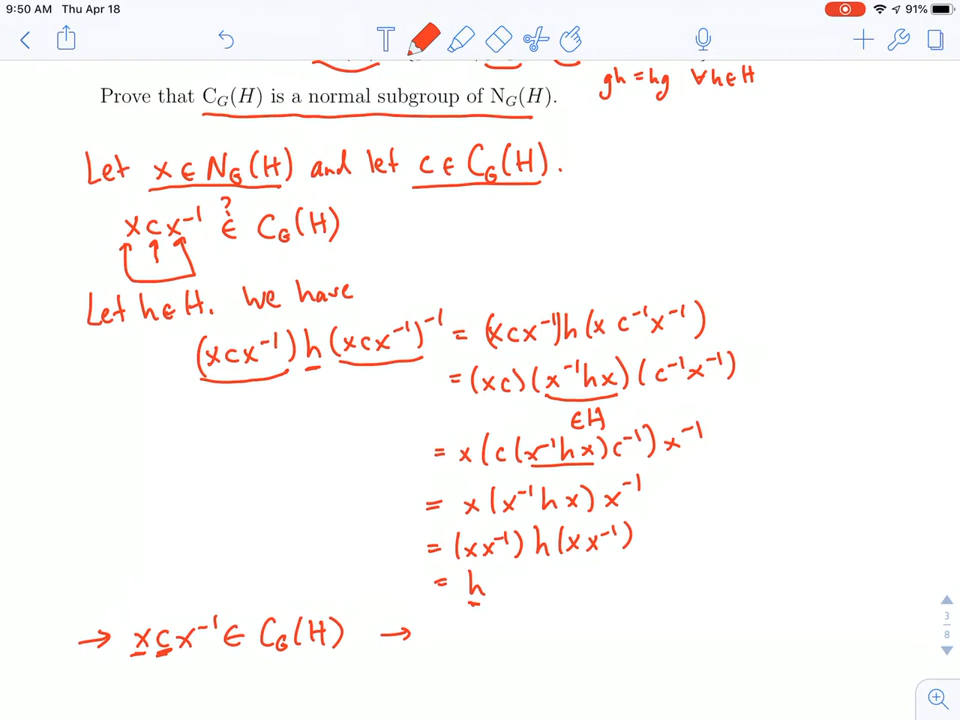 9:50 AM Thu Apr 18 91%
T
gh = hg ∀h∈H
Prove that C_G(H) is a normal subgroup of N_G(H).
Let x ∈ N_G(H) and let c ∈ C_G(H).
xcx⁻¹ ?∈ C_G(H)
Let h∈H. We have
(xcx⁻¹)h(xcx⁻¹)⁻¹ = (xcx⁻¹)h(xc⁻¹x⁻¹)
= (xc)(x⁻¹hx)(c⁻¹x⁻¹)
∈H
= x(c(x⁻¹hx)c⁻¹)x⁻¹
= x(x⁻¹hx)x⁻¹
= (xx⁻¹)h(xx⁻¹)
= h
→ xcx⁻¹ ∈ C_G(H) →
3
8